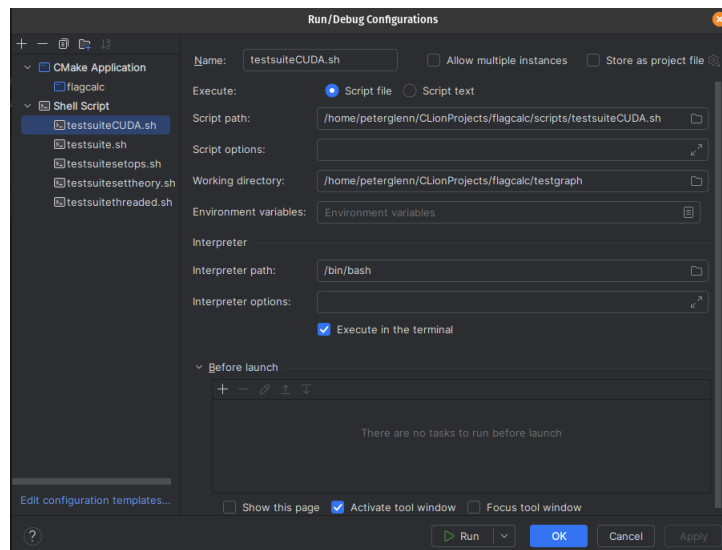 Run/Debug Configurations
CMake Application
flagcalc
Shell Script
testsuiteCUDA.sh
testsuite.sh
testsuitesetops.sh
testsuitesettheory.sh
testsuitethreaded.sh
Edit configuration templates...
Name: testsuiteCUDA.sh Allow multiple instances Store as project file
Execute: Script file Script text
Script path: /home/peterglenn/CLionProjects/flagcalc/scripts/testsuiteCUDA.sh
Script options:
Working directory: /home/peterglenn/CLionProjects/flagcalc/testgraph
Environment variables: Environment variables
Interpreter
Interpreter path: /bin/bash
Interpreter options:
Execute in the terminal
Before launch
There are no tasks to run before launch
Show this page Activate tool window Focus tool window
? Run OK Cancel Apply